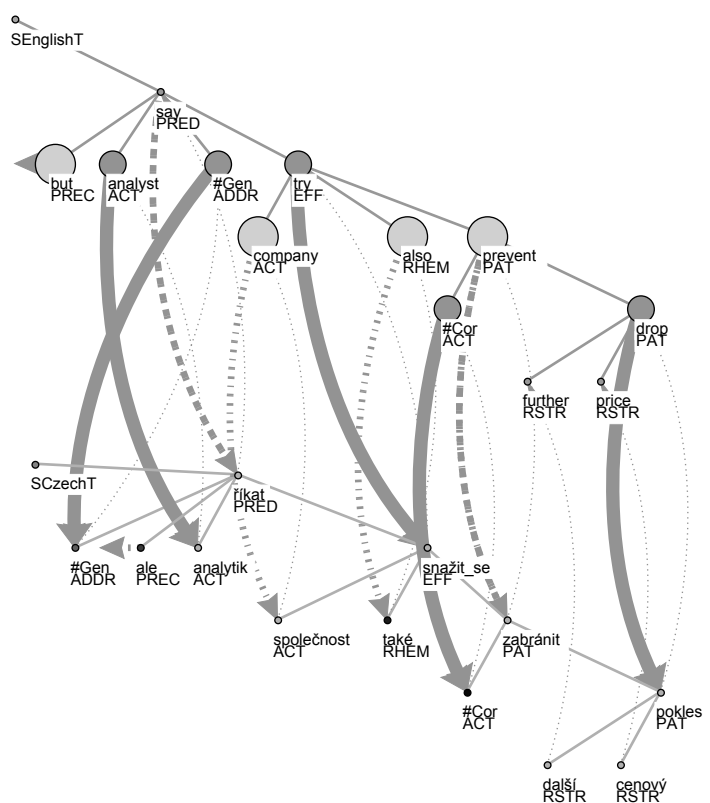 SEnglishT
say
PRED
but
PREC
analyst
ACT
#Gen
ADDR
try
EFF
company
ACT
also
RHEM
prevent
PAT
#Cor
ACT
drop
PAT
further
RSTR
price
RSTR
SCzechT
říkat
PRED
#Gen
ADDR
ale
PREC
analytik
ACT
snažit_se
EFF
společnost
ACT
také
RHEM
zabránit
PAT
#Cor
ACT
pokles
PAT
další
RSTR
cenový
RSTR